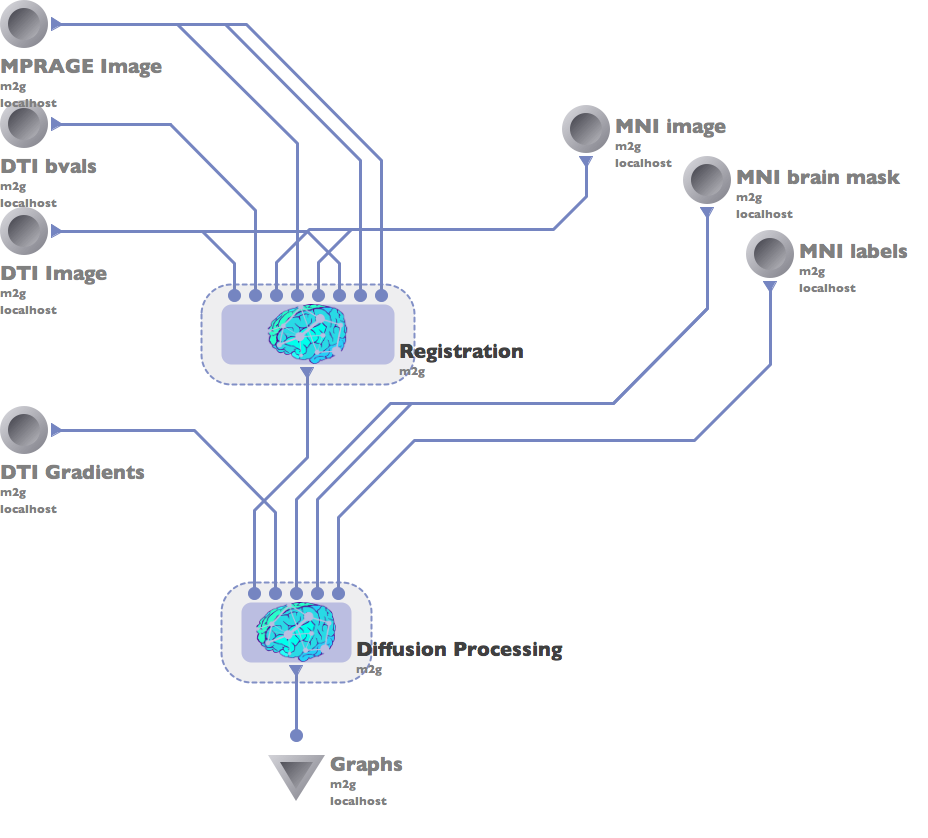 MPRAGE Image
m2g
localhost
DTI bvals
m2g
localhost
DTI Image
m2g
localhost
MNI image
m2g
localhost
MNI brain mask
m2g
localhost
MNI labels
m2g
localhost
Registration
m2g
DTI Gradients
m2g
localhost
Diffusion Processing
m2g
Graphs
m2g
localhost